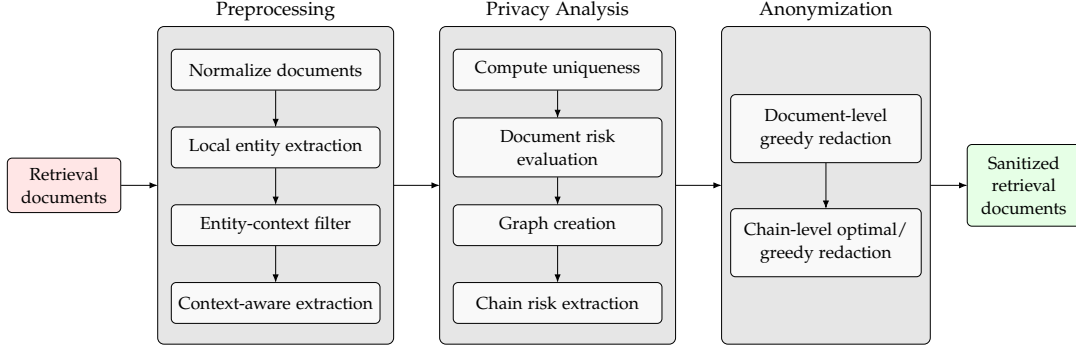 Preprocessing
Privacy Analysis
Anonymization
Retrieval
documents
Normalize documents
Local entity extraction
Entity-context filter
Context-aware extraction
Compute uniqueness
Document risk
evaluation
Graph creation
Chain risk extraction
Document-level
greedy redaction
Chain-level optimal/
greedy redaction
Sanitized
retrieval
documents